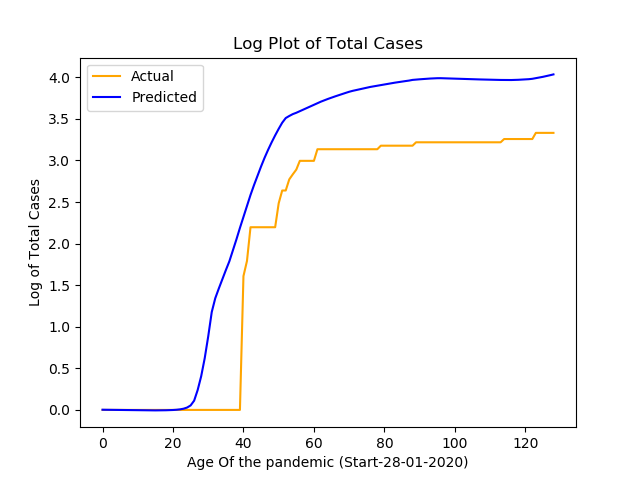 Log Plot of Total Cases
Actual
Predicted
4.0
3.5
3.0
2.5
2.0
1.5
1.0
0.5
0.0
Log of Total Cases
0 20 40 60 80 100 120
Age Of the pandemic (Start-28-01-2020)